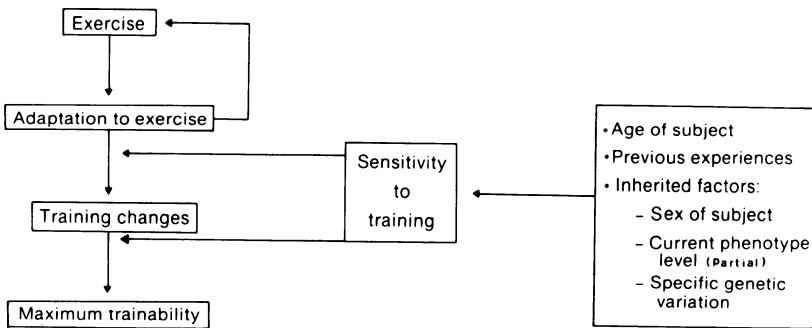 Exercise
Adaptation to exercise
Training changes
Maximum trainability
Sensitivity
to
training
• Age of subject
• Previous experiences
• Inherited factors:
– Sex of subject
– Current phenotype
level (Partial)
– Specific genetic
variation